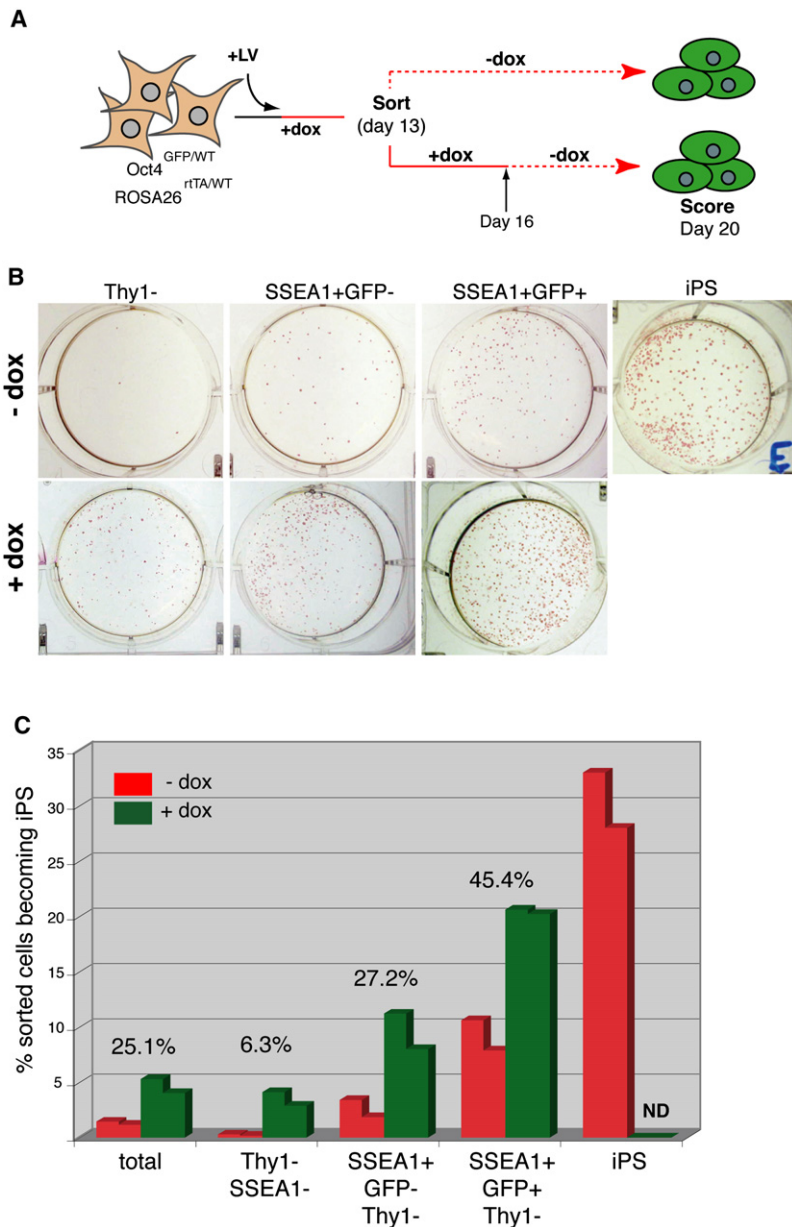 A
+LV
+dox
Oct4 GFP/WT
ROSA26 rtTA/WT
Sort
(day 13)
-dox
+dox
-dox
Day 16
Score
Day 20
B
Thy1-
SSEA1+GFP-
SSEA1+GFP+
iPS
- dox
E
+ dox
C
% sorted cells becoming iPS
35
30
25
20
15
10
5
- dox
+ dox
25.1%
6.3%
27.2%
45.4%
ND
total
Thy1-
SSEA1-
SSEA1+
GFP-
Thy1-
SSEA1+
GFP+
Thy1-
iPS